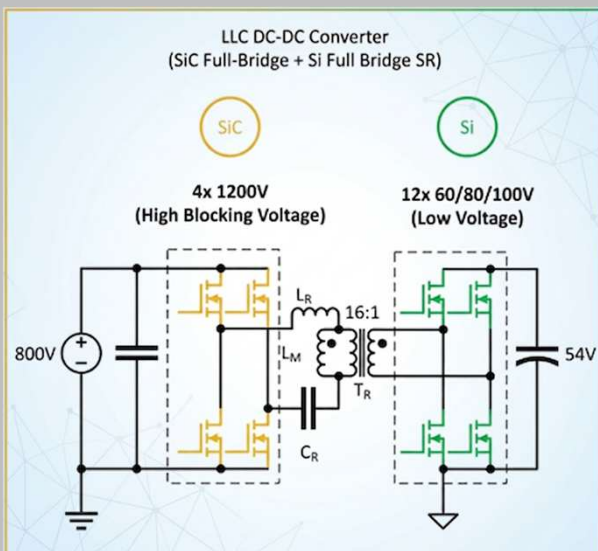 LLC DC-DC Converter
(SiC Full-Bridge + Si Full Bridge SR)
SiC
Si
4x 1200V
(High Blocking Voltage)
12x 60/80/100V
(Low Voltage)
LR
16:1
800V
+
−
LM
54V
TR
CR